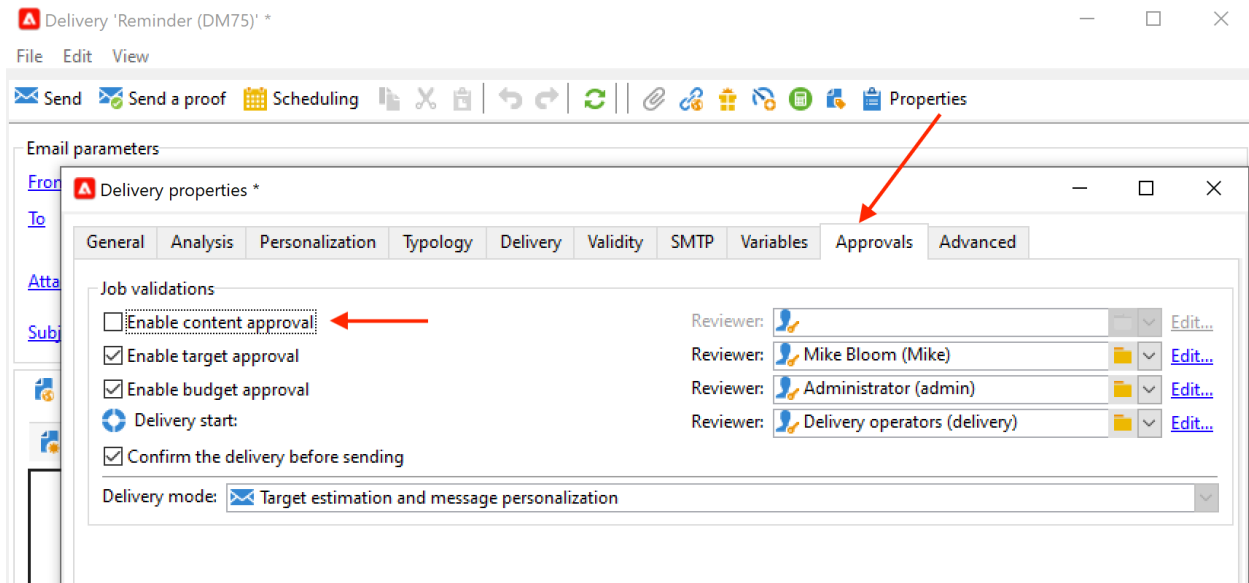 Delivery 'Reminder (DM75)' *
File Edit View
Send Send a proof Scheduling Properties
Email parameters
From
Delivery properties *
To
General Analysis Personalization Typology Delivery Validity SMTP Variables Approvals Advanced
Atta
Job validations
Enable content approval Reviewer: Edit...
Subj
Enable target approval Reviewer: Mike Bloom (Mike) Edit...
Enable budget approval Reviewer: Administrator (admin) Edit...
Delivery start: Reviewer: Delivery operators (delivery) Edit...
Confirm the delivery before sending
Delivery mode: Target estimation and message personalization